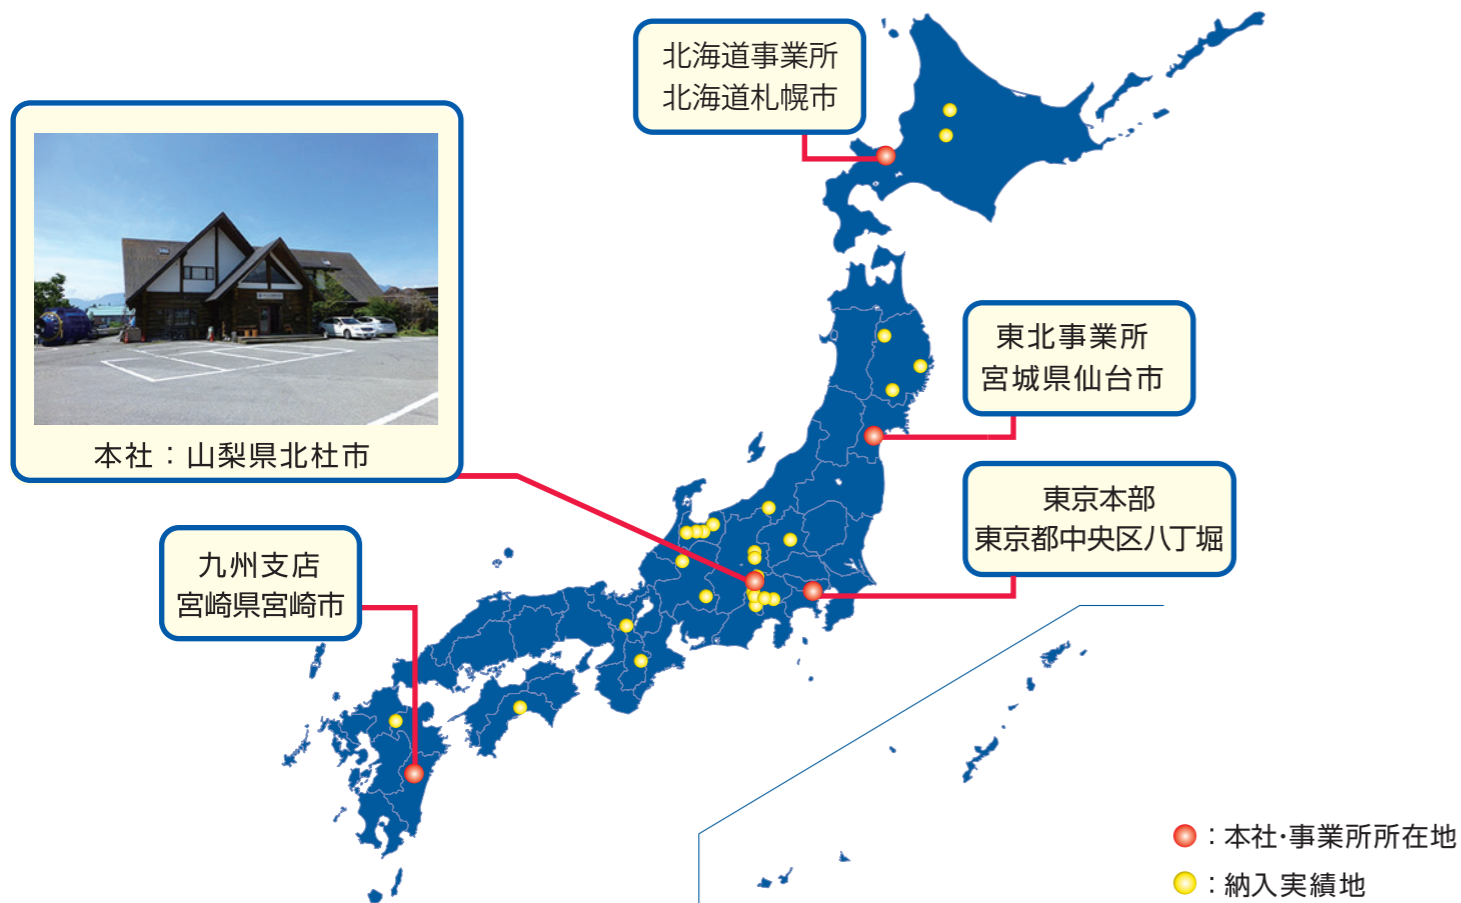 北海道事業所
北海道札幌市
本社：山梨県北杜市
東北事業所
宮城県仙台市
東京本部
東京都中央区八丁堀
九州支店
宮崎県宮崎市
：本社･事業所所在地
：納入実績地